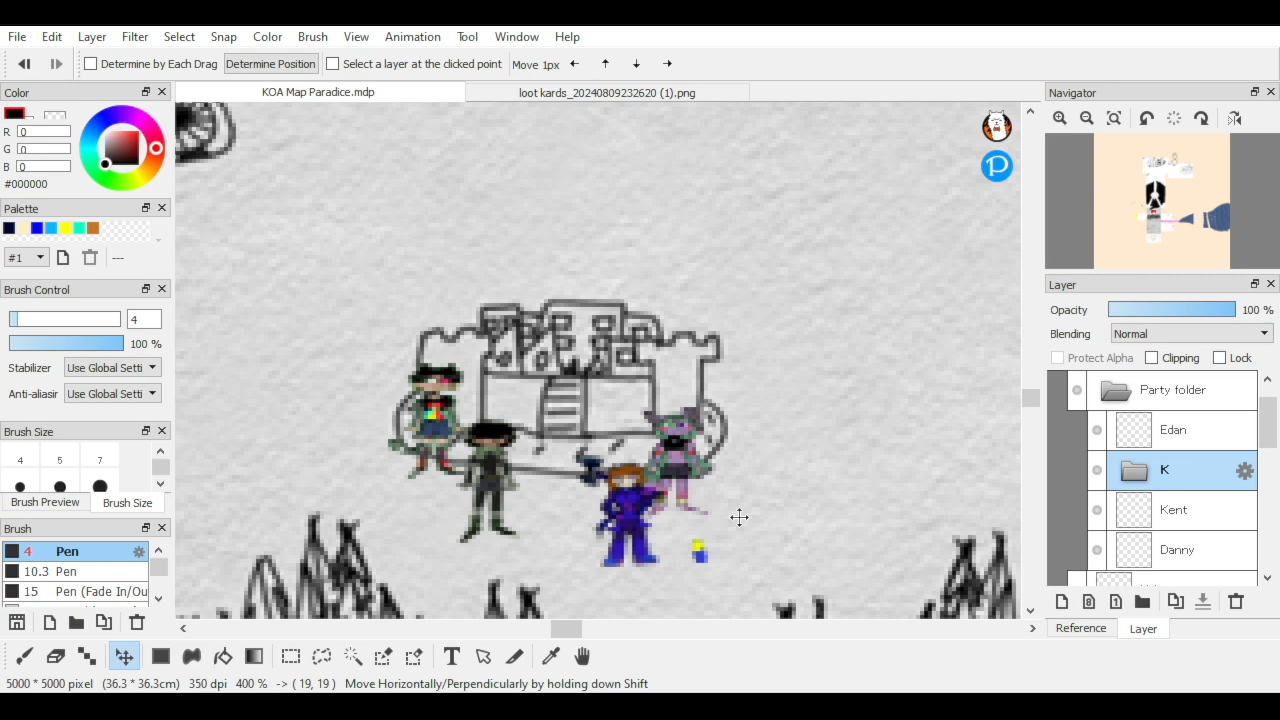 File Edit Layer Filter Select Snap Color Brush View Animation Tool Window Help
Determine by Each Drag Determine Position Select a layer at the clicked point Move 1px
Color
KOA Map Paradice.mdp
loot kards_20240809232620 (1).png
Navigator
R 0
G 0
B 0
#000000
Palette
#1
---
Brush Control
4
100 %
Stabilizer Use Global Setti
Anti-aliasir Use Global Setti
Brush Size
4 5 7
Brush Preview Brush Size
Brush
4 Pen
10.3 Pen
15 Pen (Fade In/Ou
P
Layer
Opacity 100 %
Blending Normal
Protect Alpha Clipping Lock
Party folder
Edan
K
Kent
Danny
8 1
Reference Layer
T
5000 * 5000 pixel (36.3 * 36.3cm) 350 dpi 400 % -> ( 19, 19 ) Move Horizontally/Perpendicularly by holding down Shift